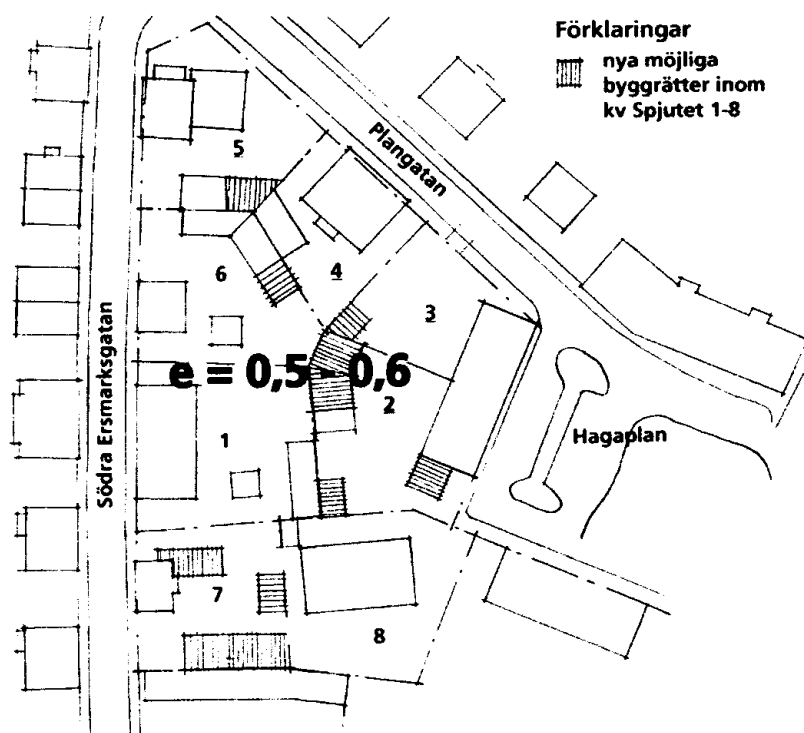 Förklaringar
nya möjliga
byggrätter inom
kv Spjutet 1-8
Plangatan
5
6
4
3
e = 0,5 - 0,6
2
Södra Ersmarksgatan
1
Hagaplan
7
8